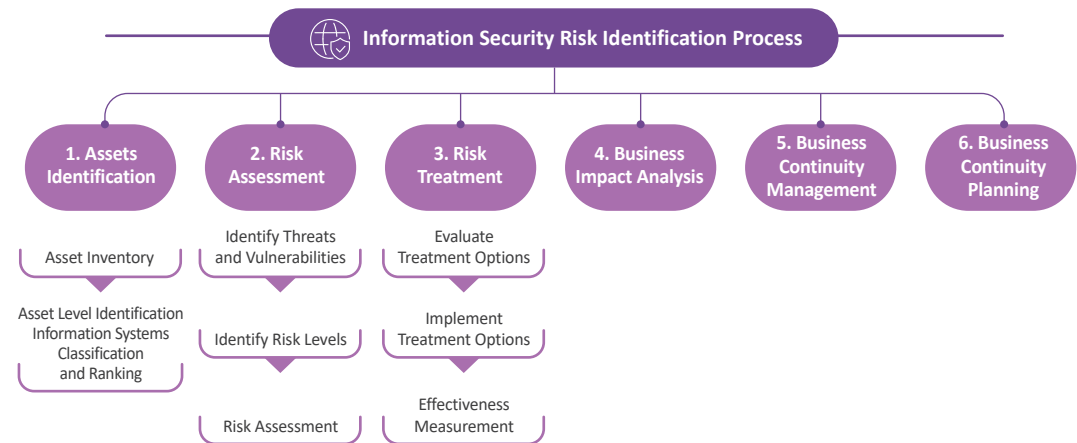 Information Security Risk Identification Process
1. Assets
Identification
2. Risk
Assessment
3. Risk
Treatment
4. Business
Impact Analysis
5. Business
Continuity
Management
6. Business
Continuity
Planning
Asset Inventory
Asset Level Identification
Information Systems
Classification
and Ranking
Identify Threats
and Vulnerabilities
Identify Risk Levels
Risk Assessment
Evaluate
Treatment Options
Implement
Treatment Options
Effectiveness
Measurement